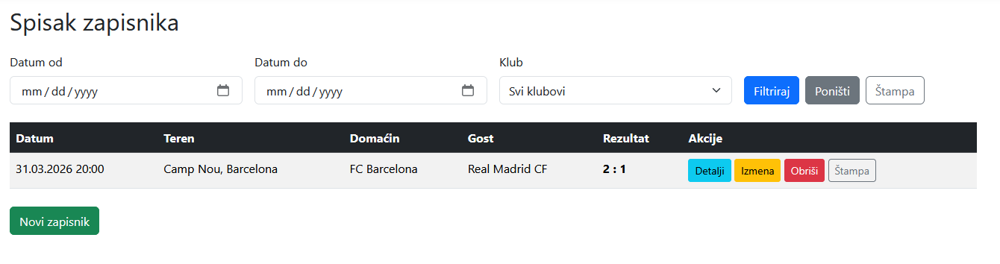 Spisak zapisnika
Datum od Datum do Klub
mm/dd/yyyy mm/dd/yyyy Svi klubovi Filtriraj Poništi Štampa
Datum Teren Domaćin Gost Rezultat Akcije
31.03.2026 20:00 Camp Nou, Barcelona FC Barcelona Real Madrid CF 2 : 1 Detalji Izmena Obriši Štampa
Novi zapisnik